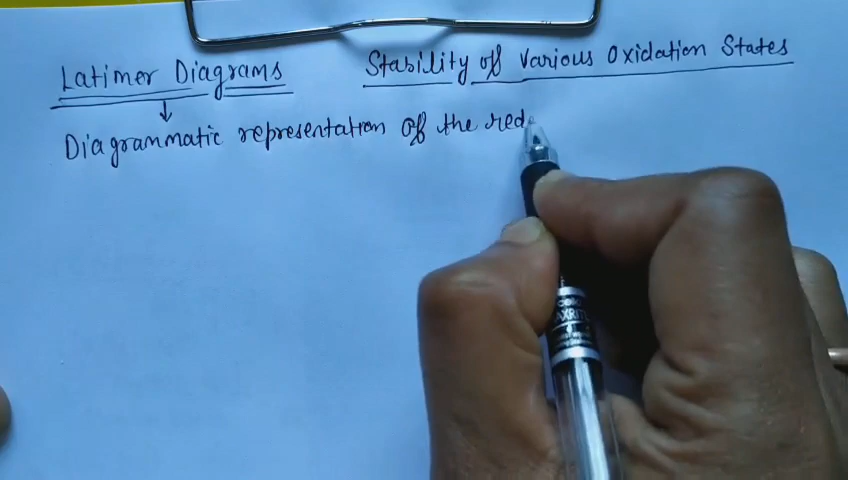 Latimer Diagrams Stability of Various Oxidation States
Diagrammatic representation of the red